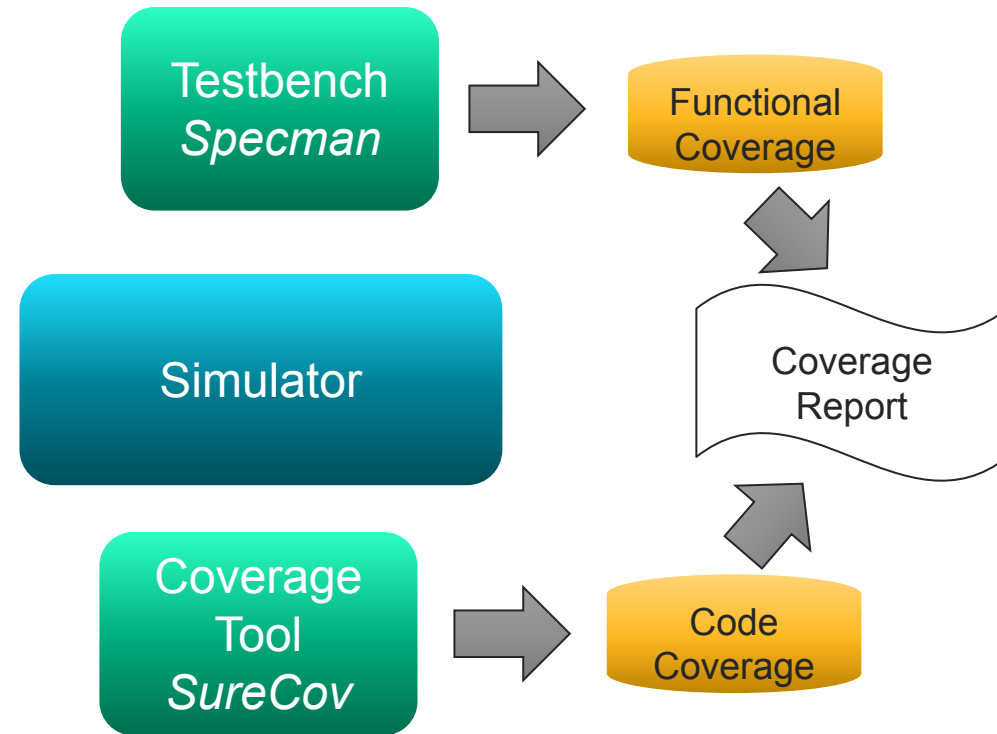 Testbench
Specman
Functional
Coverage
Simulator
Coverage
Report
Coverage
Tool
SureCov
Code
Coverage